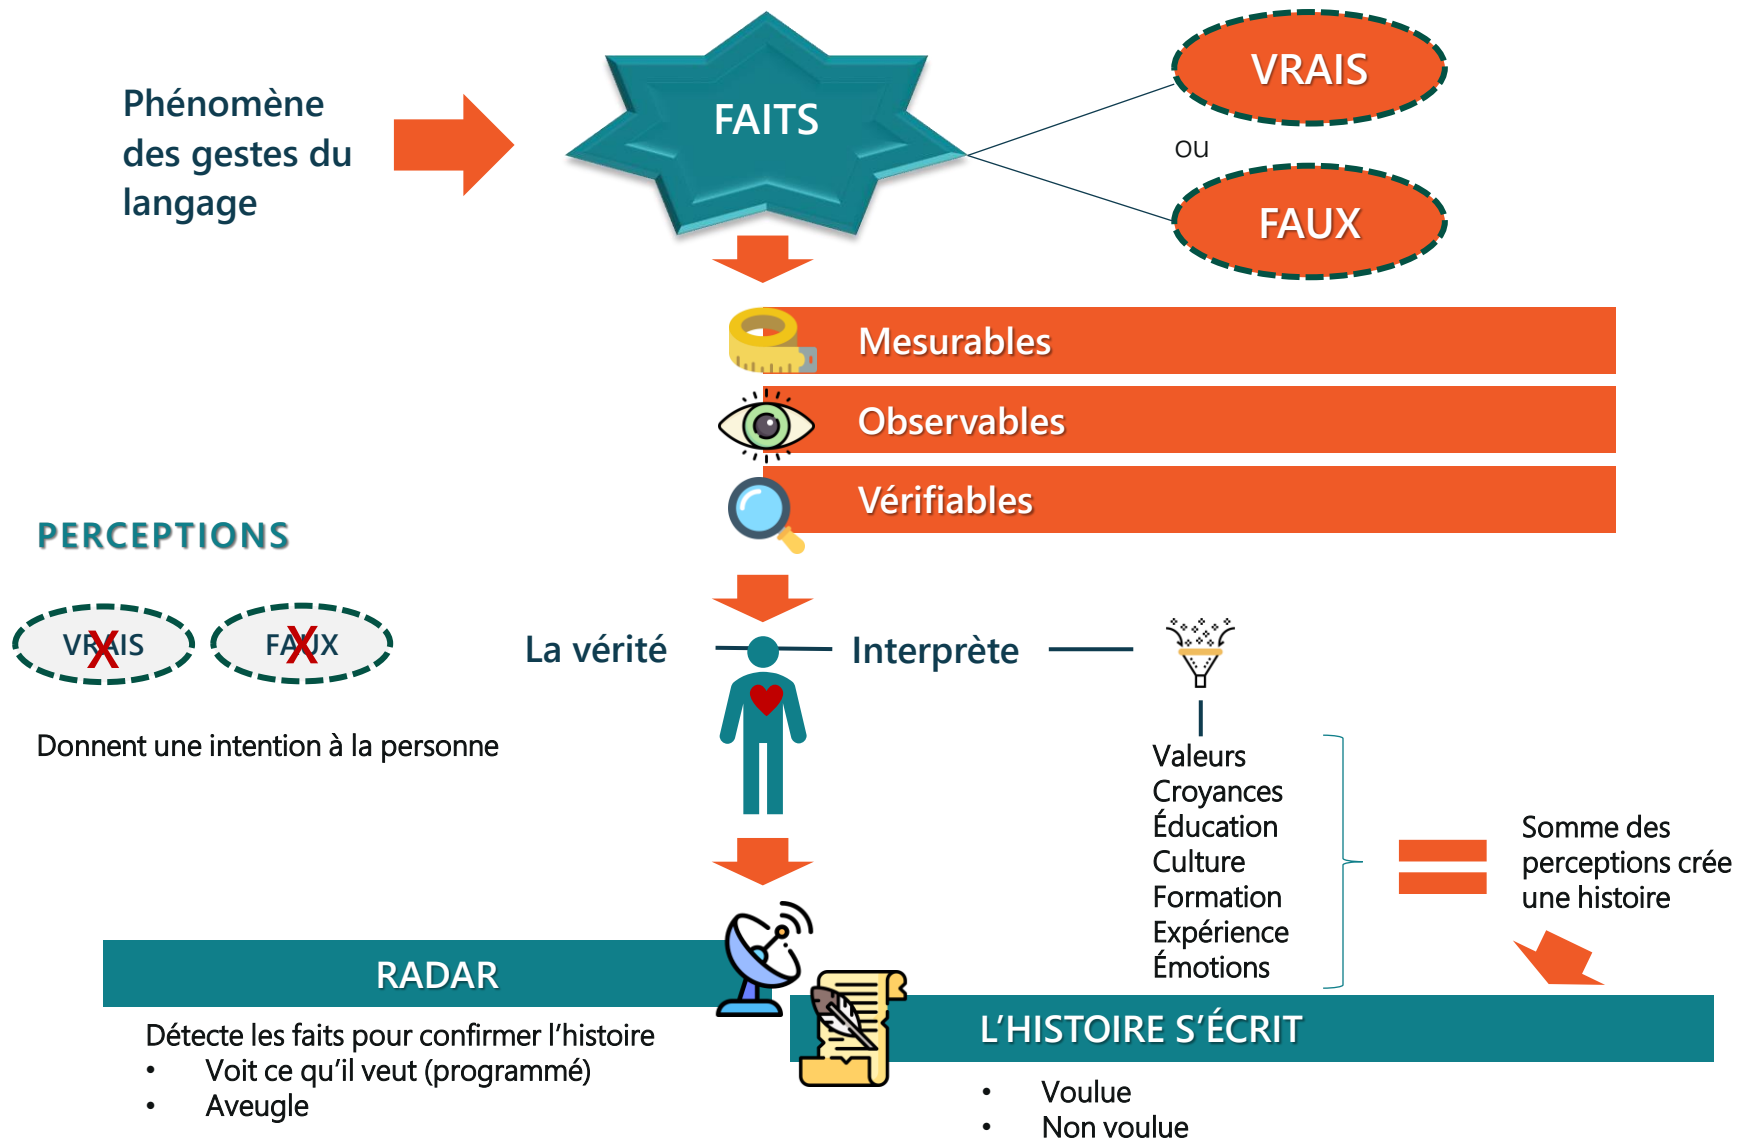 Phénomène
des gestes du
langage
FAITS
VRAIS
ou
FAUX
Mesurables
Observables
Vérifiables
PERCEPTIONS
VRAIS
FAUX
X
X
Donnent une intention à la personne
La vérité
Interprète
Valeurs
Croyances
Éducation
Culture
Formation
Expérience
Émotions
Somme des
perceptions crée
une histoire
RADAR
Détecte les faits pour confirmer l’histoire
• Voit ce qu’il veut (programmé)
• Aveugle
L’HISTOIRE S’ÉCRIT
• Voulue
• Non voulue